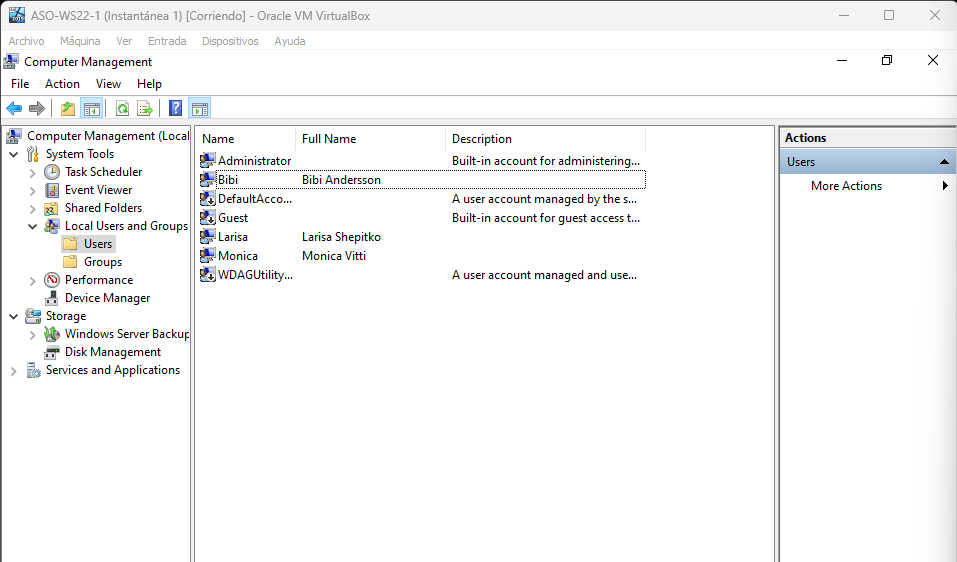 ASO-WS22-1 (Instantánea 1) [Corriendo] - Oracle VM VirtualBox
Archivo Máquina Ver Entrada Dispositivos Ayuda
Computer Management
File Action View Help
Computer Management (Local
System Tools
Task Scheduler
Event Viewer
Shared Folders
Local Users and Groups
Users
Groups
Performance
Device Manager
Storage
Windows Server Backup
Disk Management
Services and Applications
Name Full Name Description
Administrator Built-in account for administering...
Bibi Bibi Andersson
DefaultAcco... A user account managed by the s...
Guest Built-in account for guest access t...
Larisa Larisa Shepitko
Monica Monica Vitti
WDAGUtility... A user account managed and use...
Actions
Users
More Actions